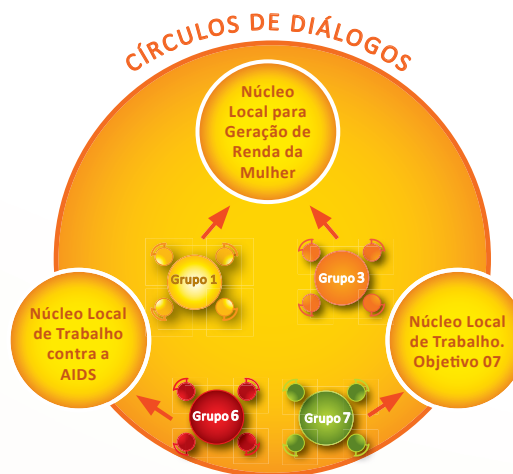 CÍRCULOS DE DIÁLOGOS
Núcleo
Local para
Geração de
Renda da
Mulher
Grupo 1
Grupo 3
Núcleo Local
de Trabalho
contra a
AIDS
Núcleo Local
de Trabalho.
Objetivo 07
Grupo 6
Grupo 7